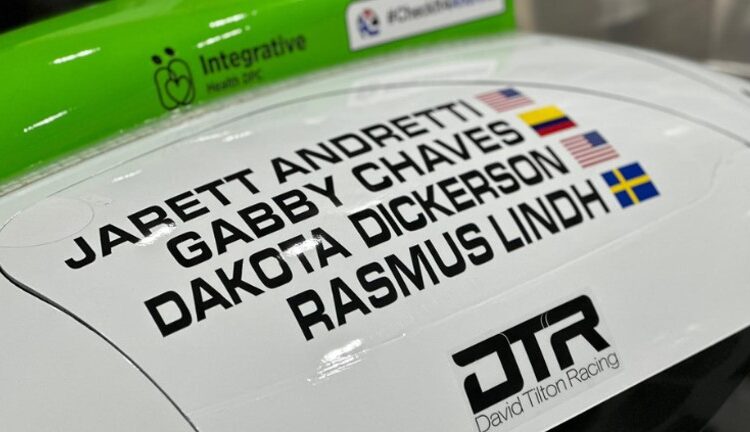 Integrative
Health DPC
JARETT ANDRETTI
GABBY CHAVES
DAKOTA DICKERSON
RASMUS LINDH
DTR
David Tilton Racing